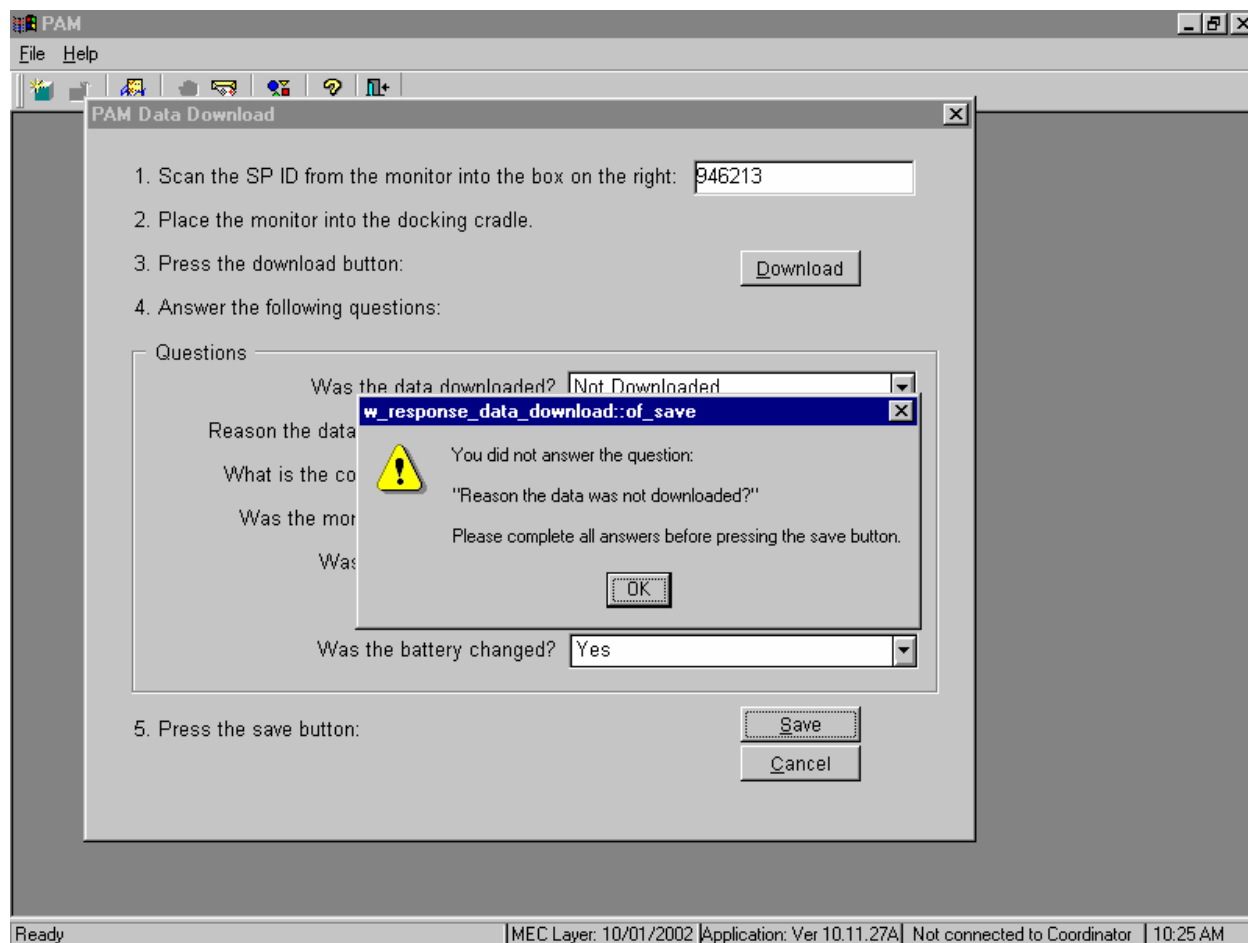 PAM
File Help
PAM Data Download
1. Scan the SP ID from the monitor into the box on the right: 946213
2. Place the monitor into the docking cradle.
3. Press the download button:
Download
4. Answer the following questions:
Questions
Was the data downloaded? Not Downloaded
w_response_data_download::of_save
Reason the data
You did not answer the question:
What is the co
"Reason the data was not downloaded?"
Was the mor
Please complete all answers before pressing the save button.
Was
OK
Was the battery changed? Yes
5. Press the save button:
Save
Cancel
Ready MEC Layer: 10/01/2002 Application: Ver 10.11.27A Not connected to Coordinator 10:25 AM